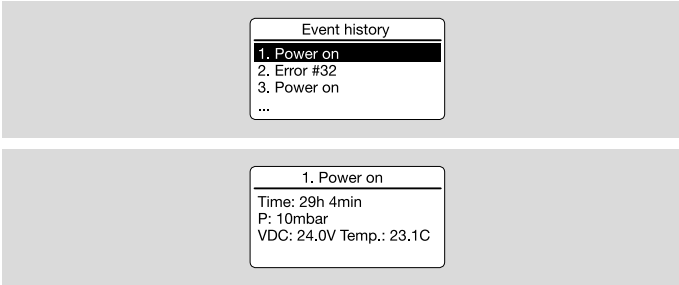 Event history
1. Power on
2. Error #32
3. Power on
...
1. Power on
Time: 29h 4min
P: 10mbar
VDC: 24.0V Temp.: 23.1C